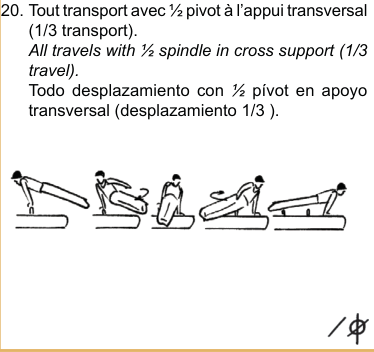 20. Tout transport avec ½ pivot à l’appui transversal
(1/3 transport).
All travels with ½ spindle in cross support (1/3
travel).
Todo desplazamiento con ½ pívot en apoyo
transversal (desplazamiento 1/3 ).